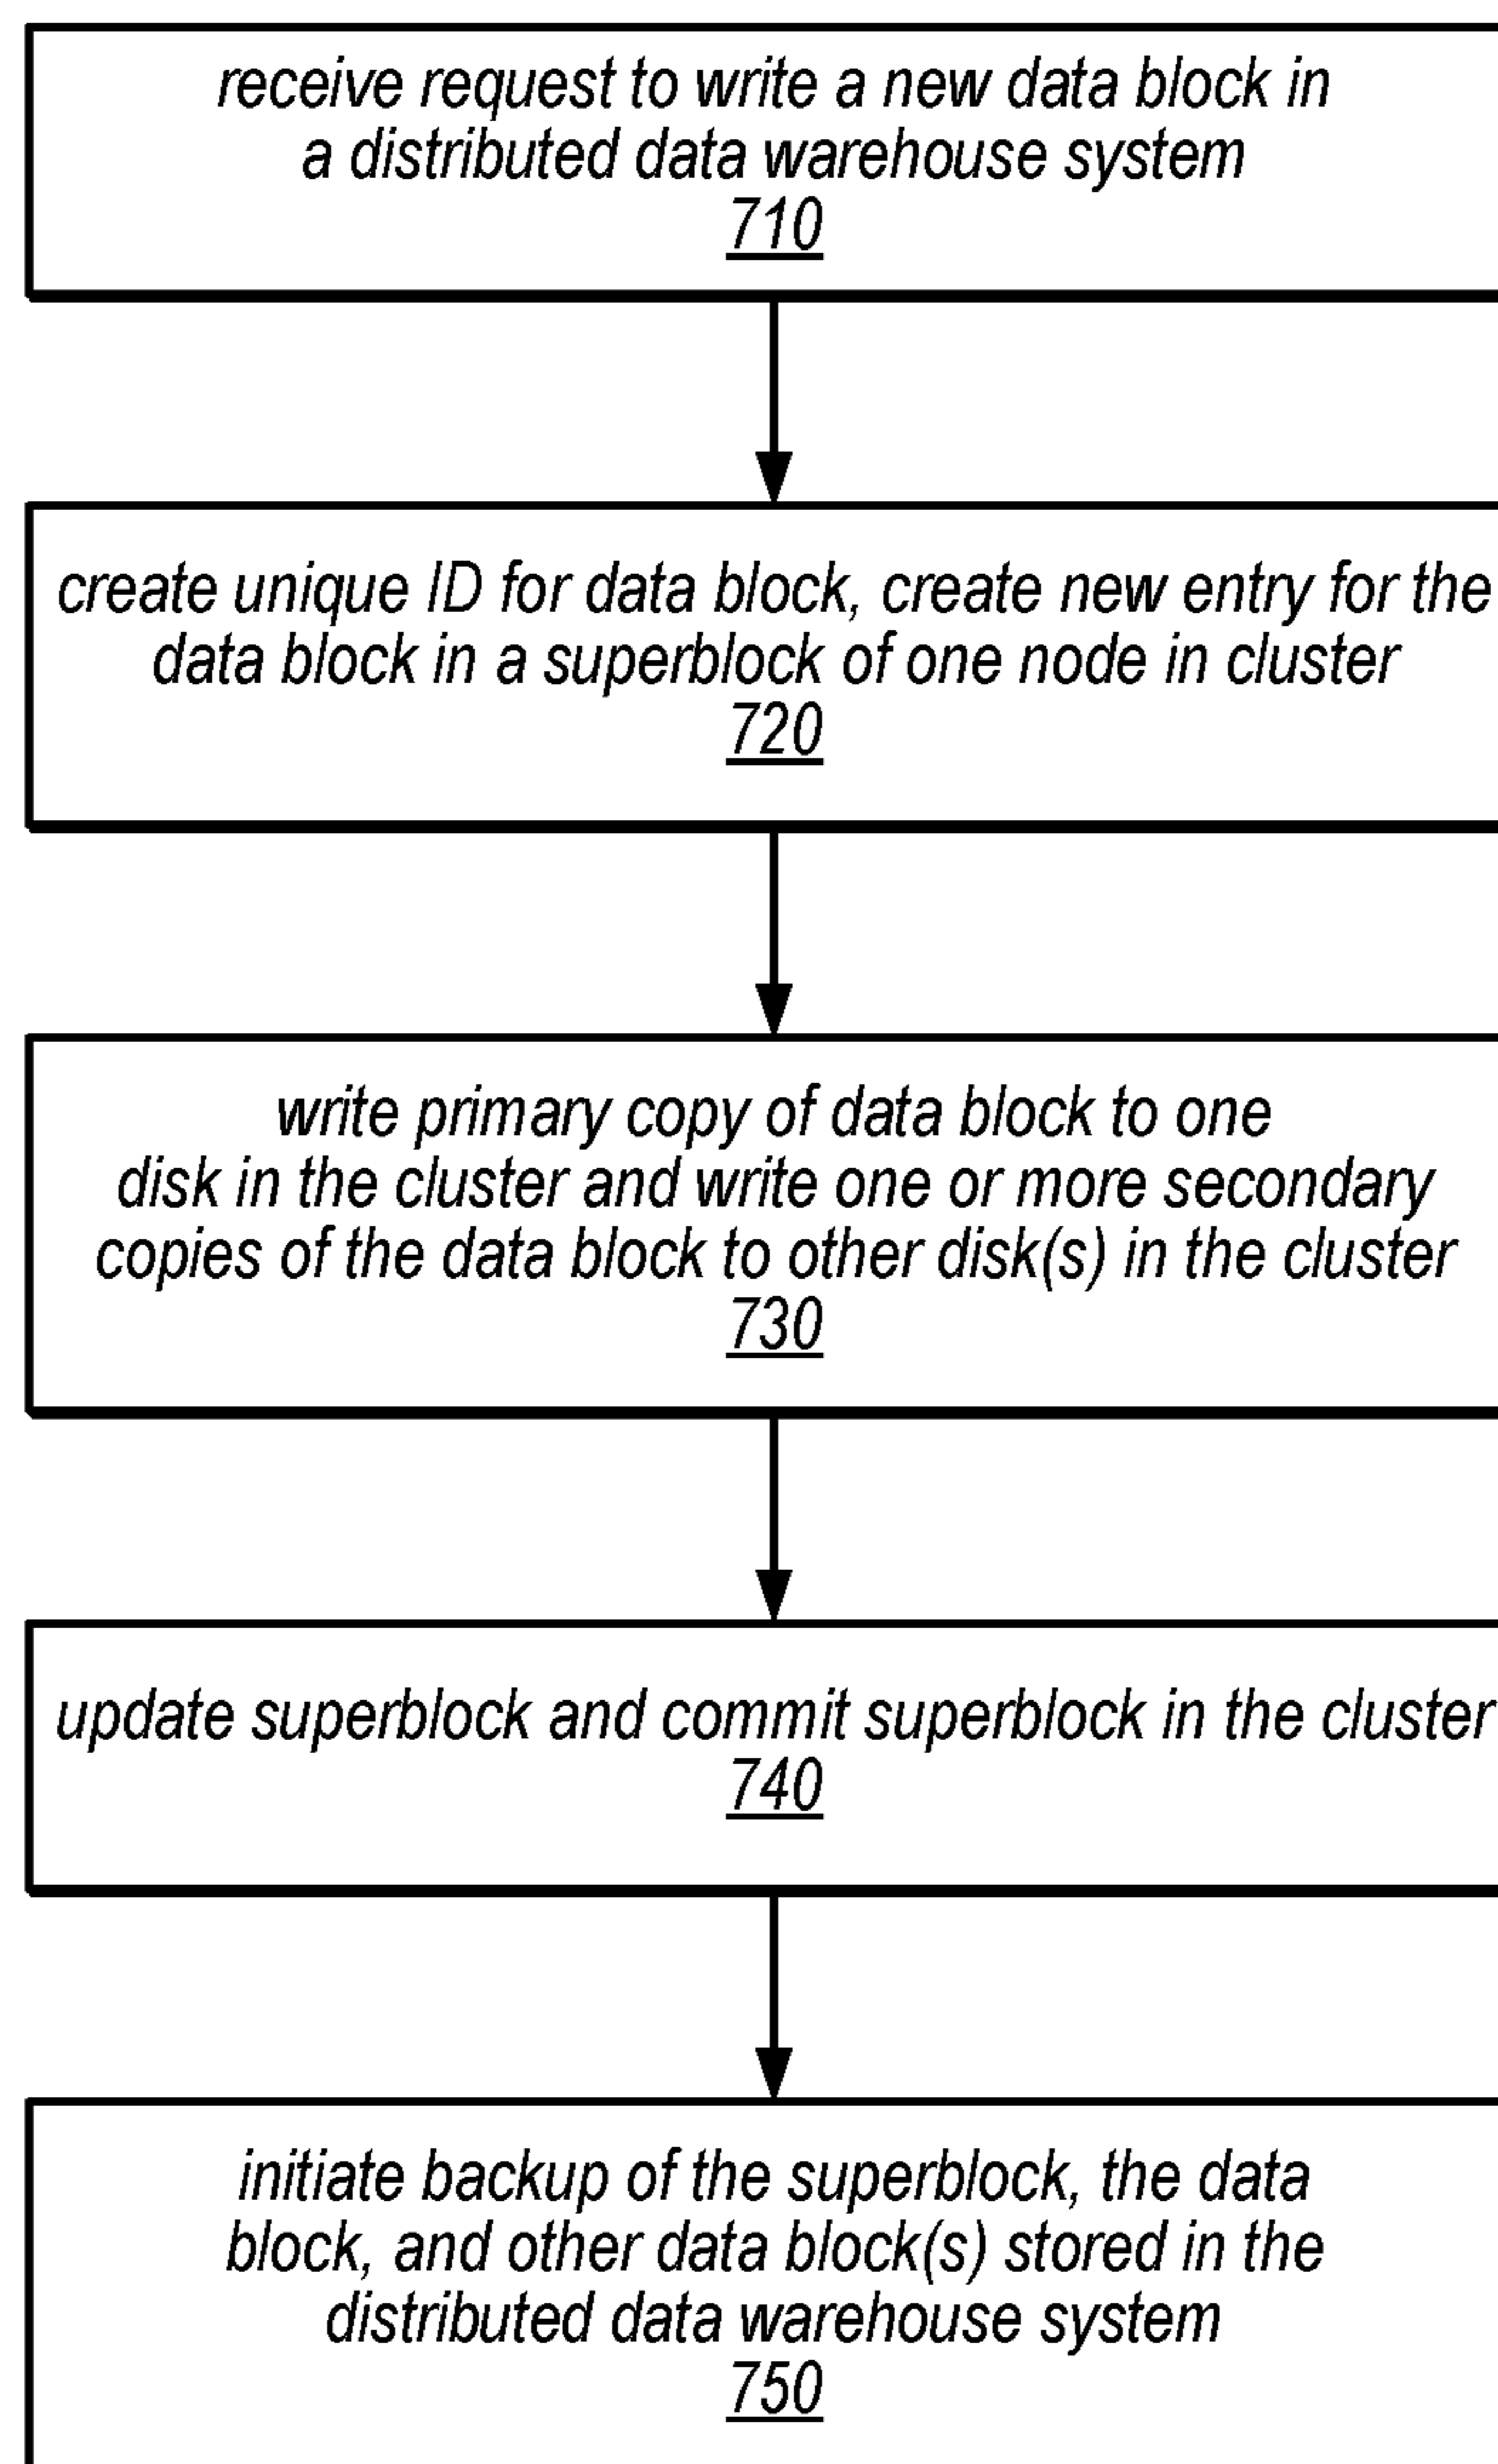 receive request to write a new data block in
a distributed data warehouse system
710
create unique ID for data block, create new entry for the
data block in a superblock of one node in cluster
720
write primary copy of data block to one
disk in the cluster and write one or more secondary
copies of the data block to other disk(s) in the cluster
730
update superblock and commit superblock in the cluster
740
initiate backup of the superblock, the data
block, and other data block(s) stored in the
distributed data warehouse system
750